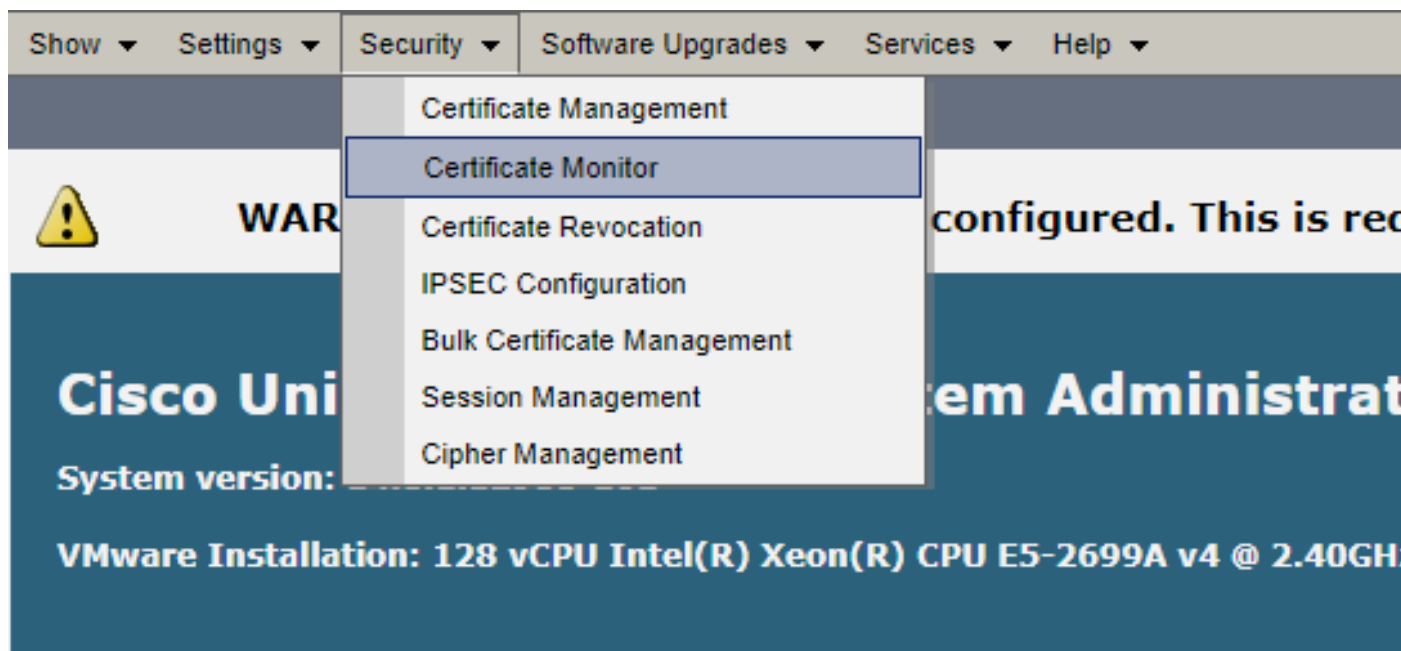 Show Settings Security Software Upgrades Services Help
Certificate Management
Certificate Monitor
WAR configured. This is
Certificate Revocation
IPSEC Configuration
Bulk Certificate Management
Cisco Uni Session Management em Administrat
Cipher Management
System version:
VMware Installation: 128 vCPU Intel(R) Xeon(R) CPU E5-2699A v4 @ 2.40GH